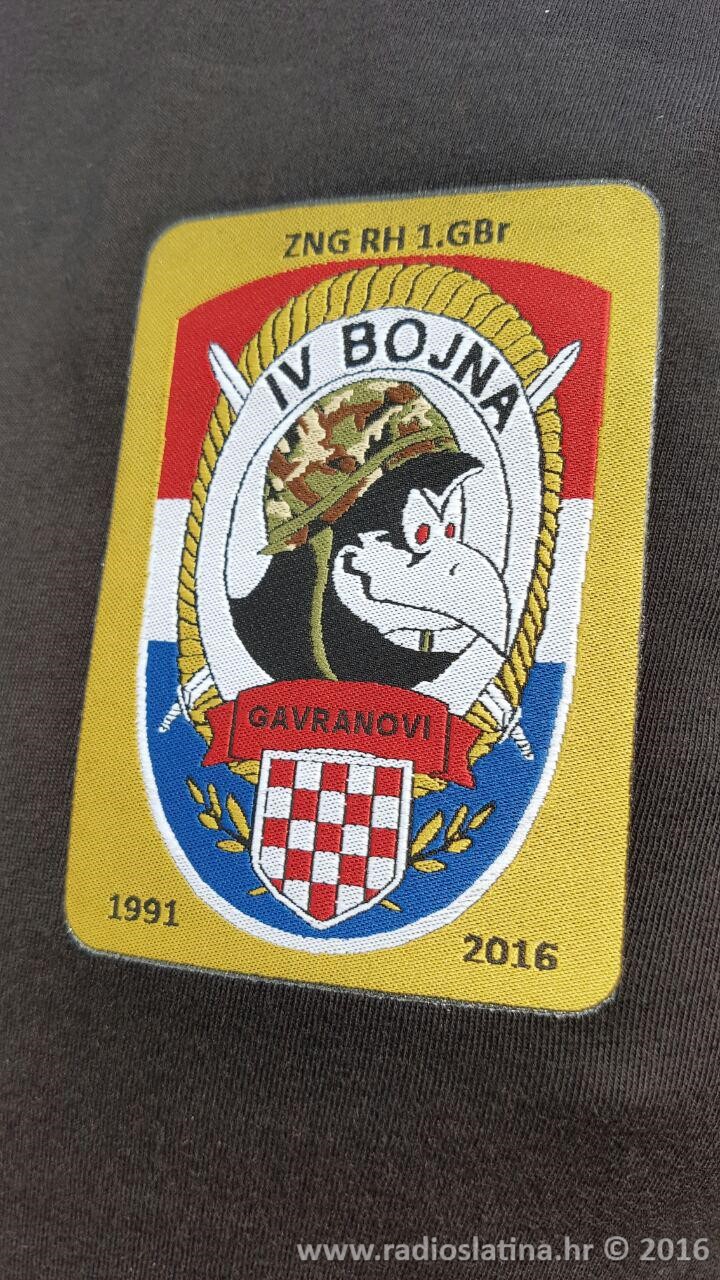 ZNG RH 1.GBr
IV BOJNA
GAVRANOVI
1991
2016
www.radioslatina.hr © 2016